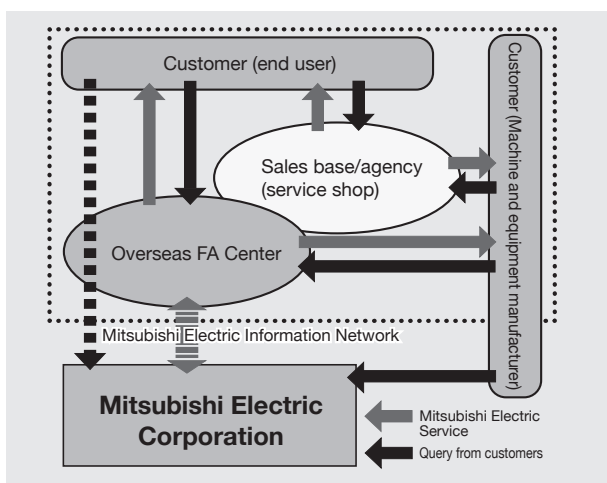 Customer (end user)
Customer (Machine and equipment manufacturer)
Sales base/agency
(service shop)
Overseas FA Center
Mitsubishi Electric Information Network
Mitsubishi Electric
Corporation
Mitsubishi Electric
Service
Query from customers